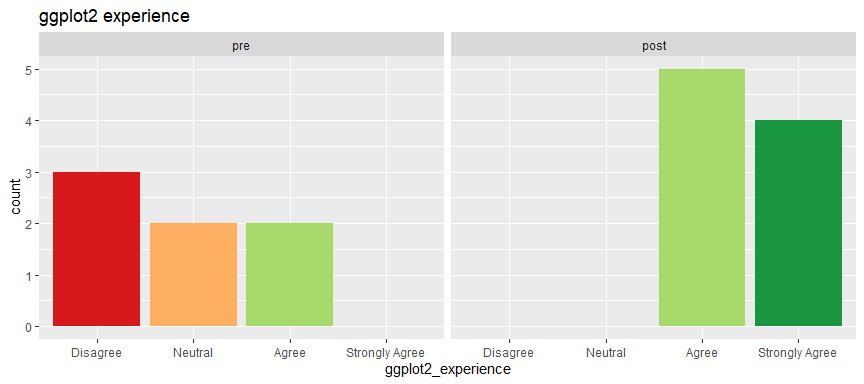 ggplot2 experience
pre
post
5
4
3
2
1
0
count
Disagree
Neutral
Agree
Strongly Agree
Disagree
Neutral
Agree
Strongly Agree
ggplot2_experience